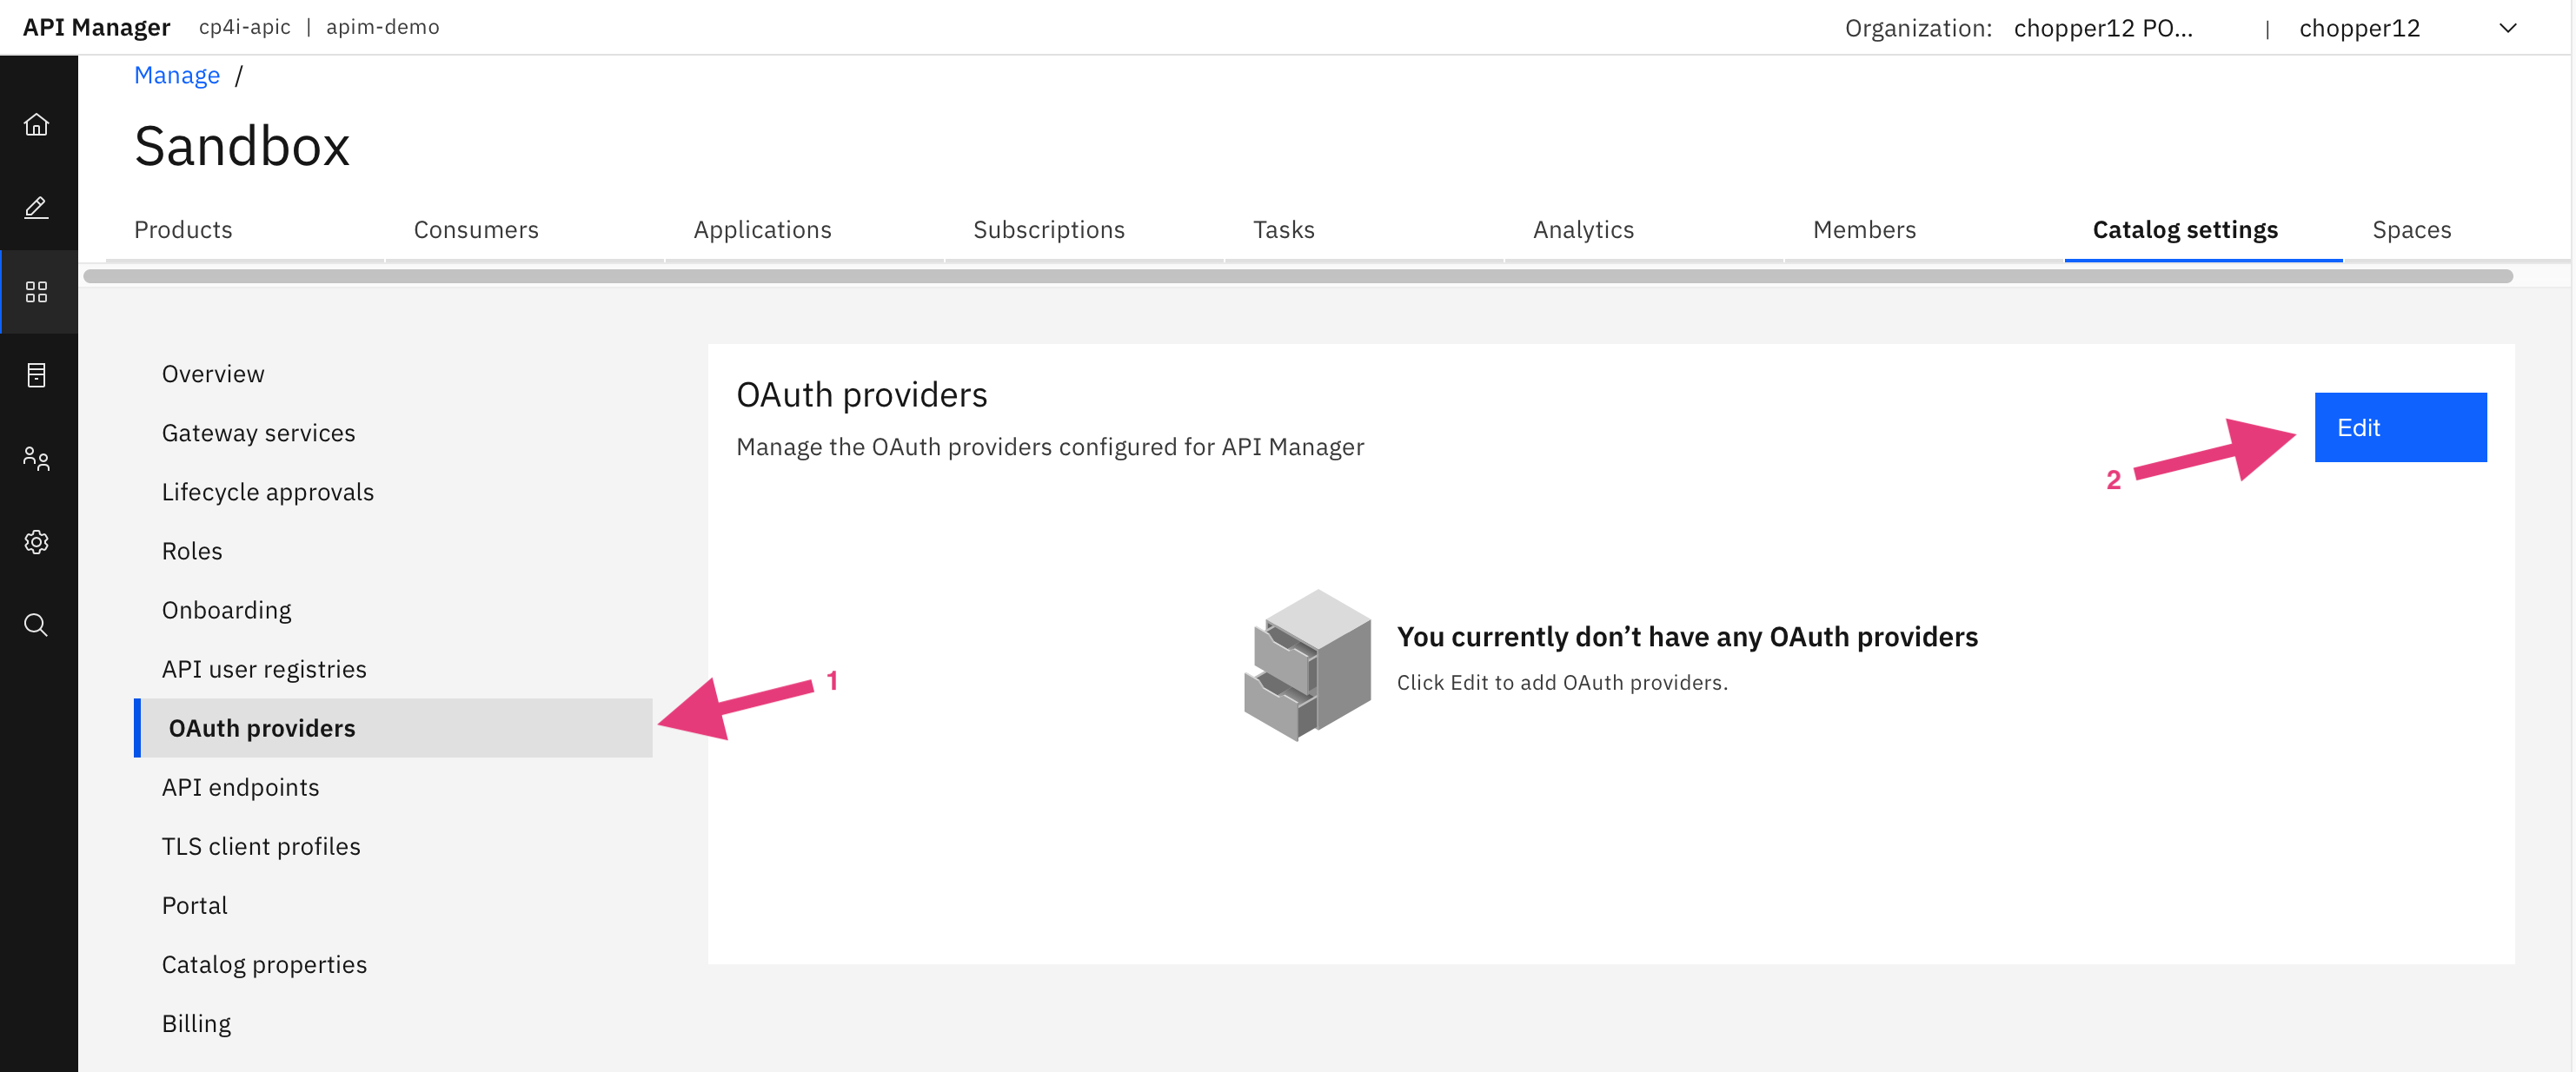 API Manager cp4i-apic | apim-demo Organization: chopper12 PO... | chopper12
Manage /
Sandbox
Products Consumers Applications Subscriptions Tasks Analytics Members Catalog settings Spaces
Overview
Gateway services
Lifecycle approvals
Roles
Onboarding
API user registries
OAuth providers
API endpoints
TLS client profiles
Portal
Catalog properties
Billing
1
OAuth providers
Manage the OAuth providers configured for API Manager
Edit
2
You currently don’t have any OAuth providers
Click Edit to add OAuth providers.